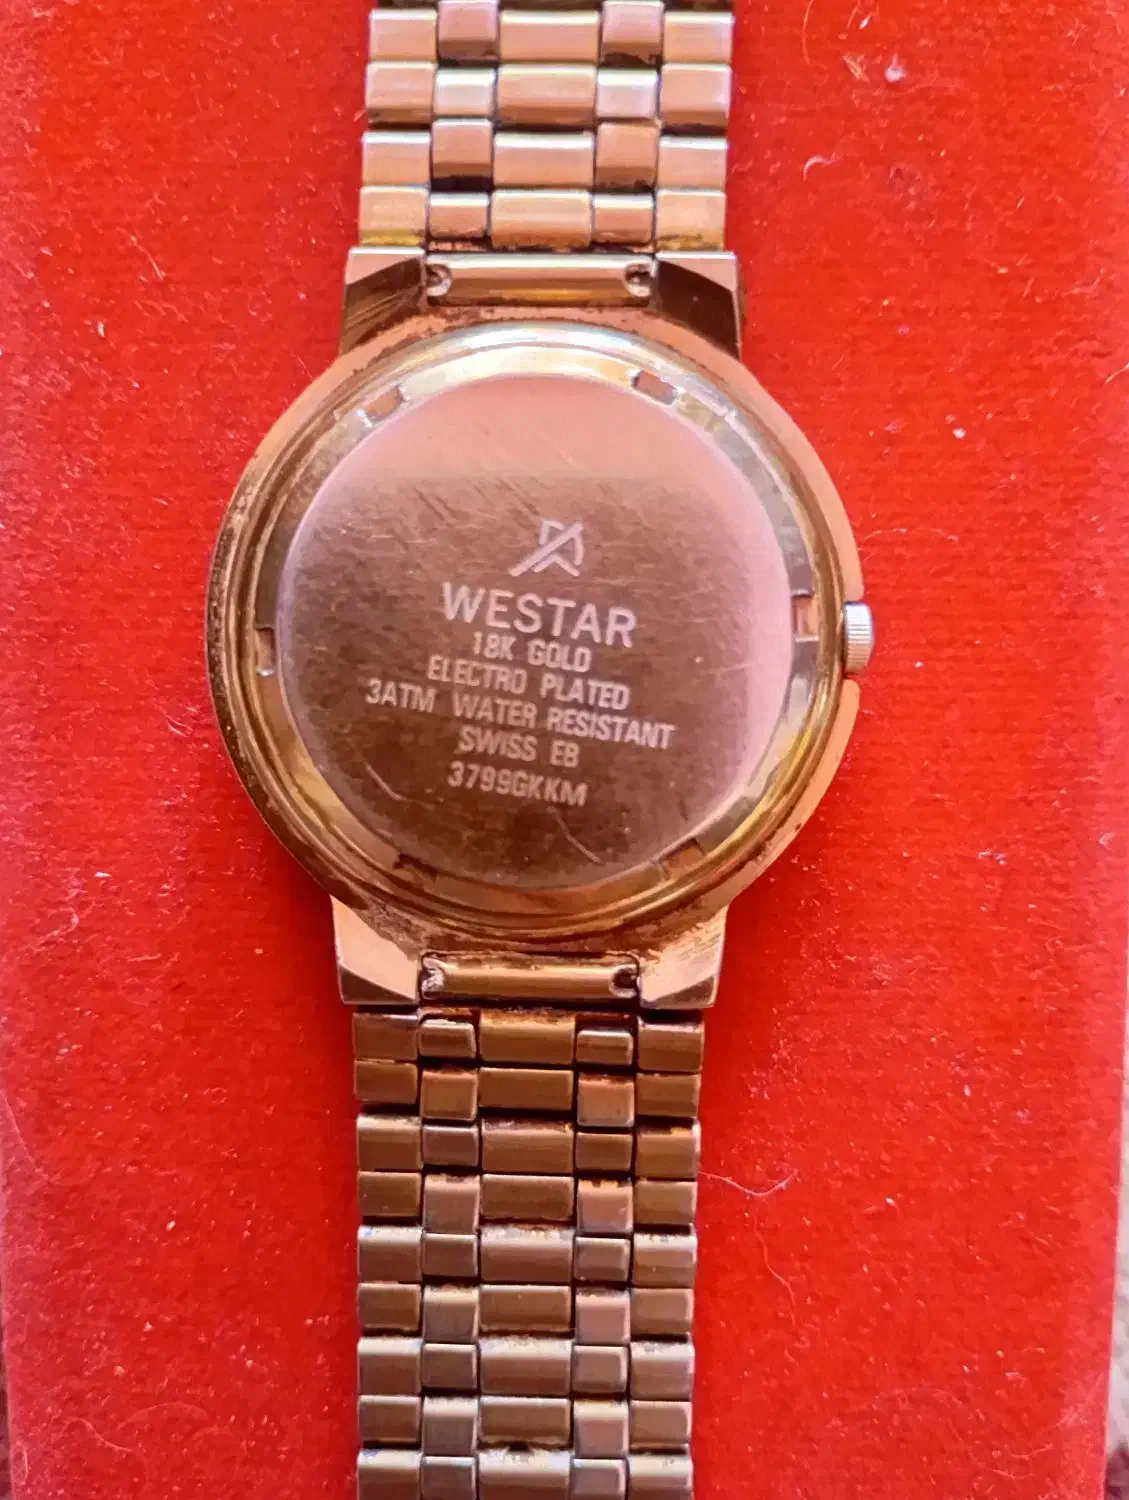 WESTAR
18K GOLD
ELECTRO PLATED
3ATM WATER RESISTANT
SWISS EB
3799GKKM